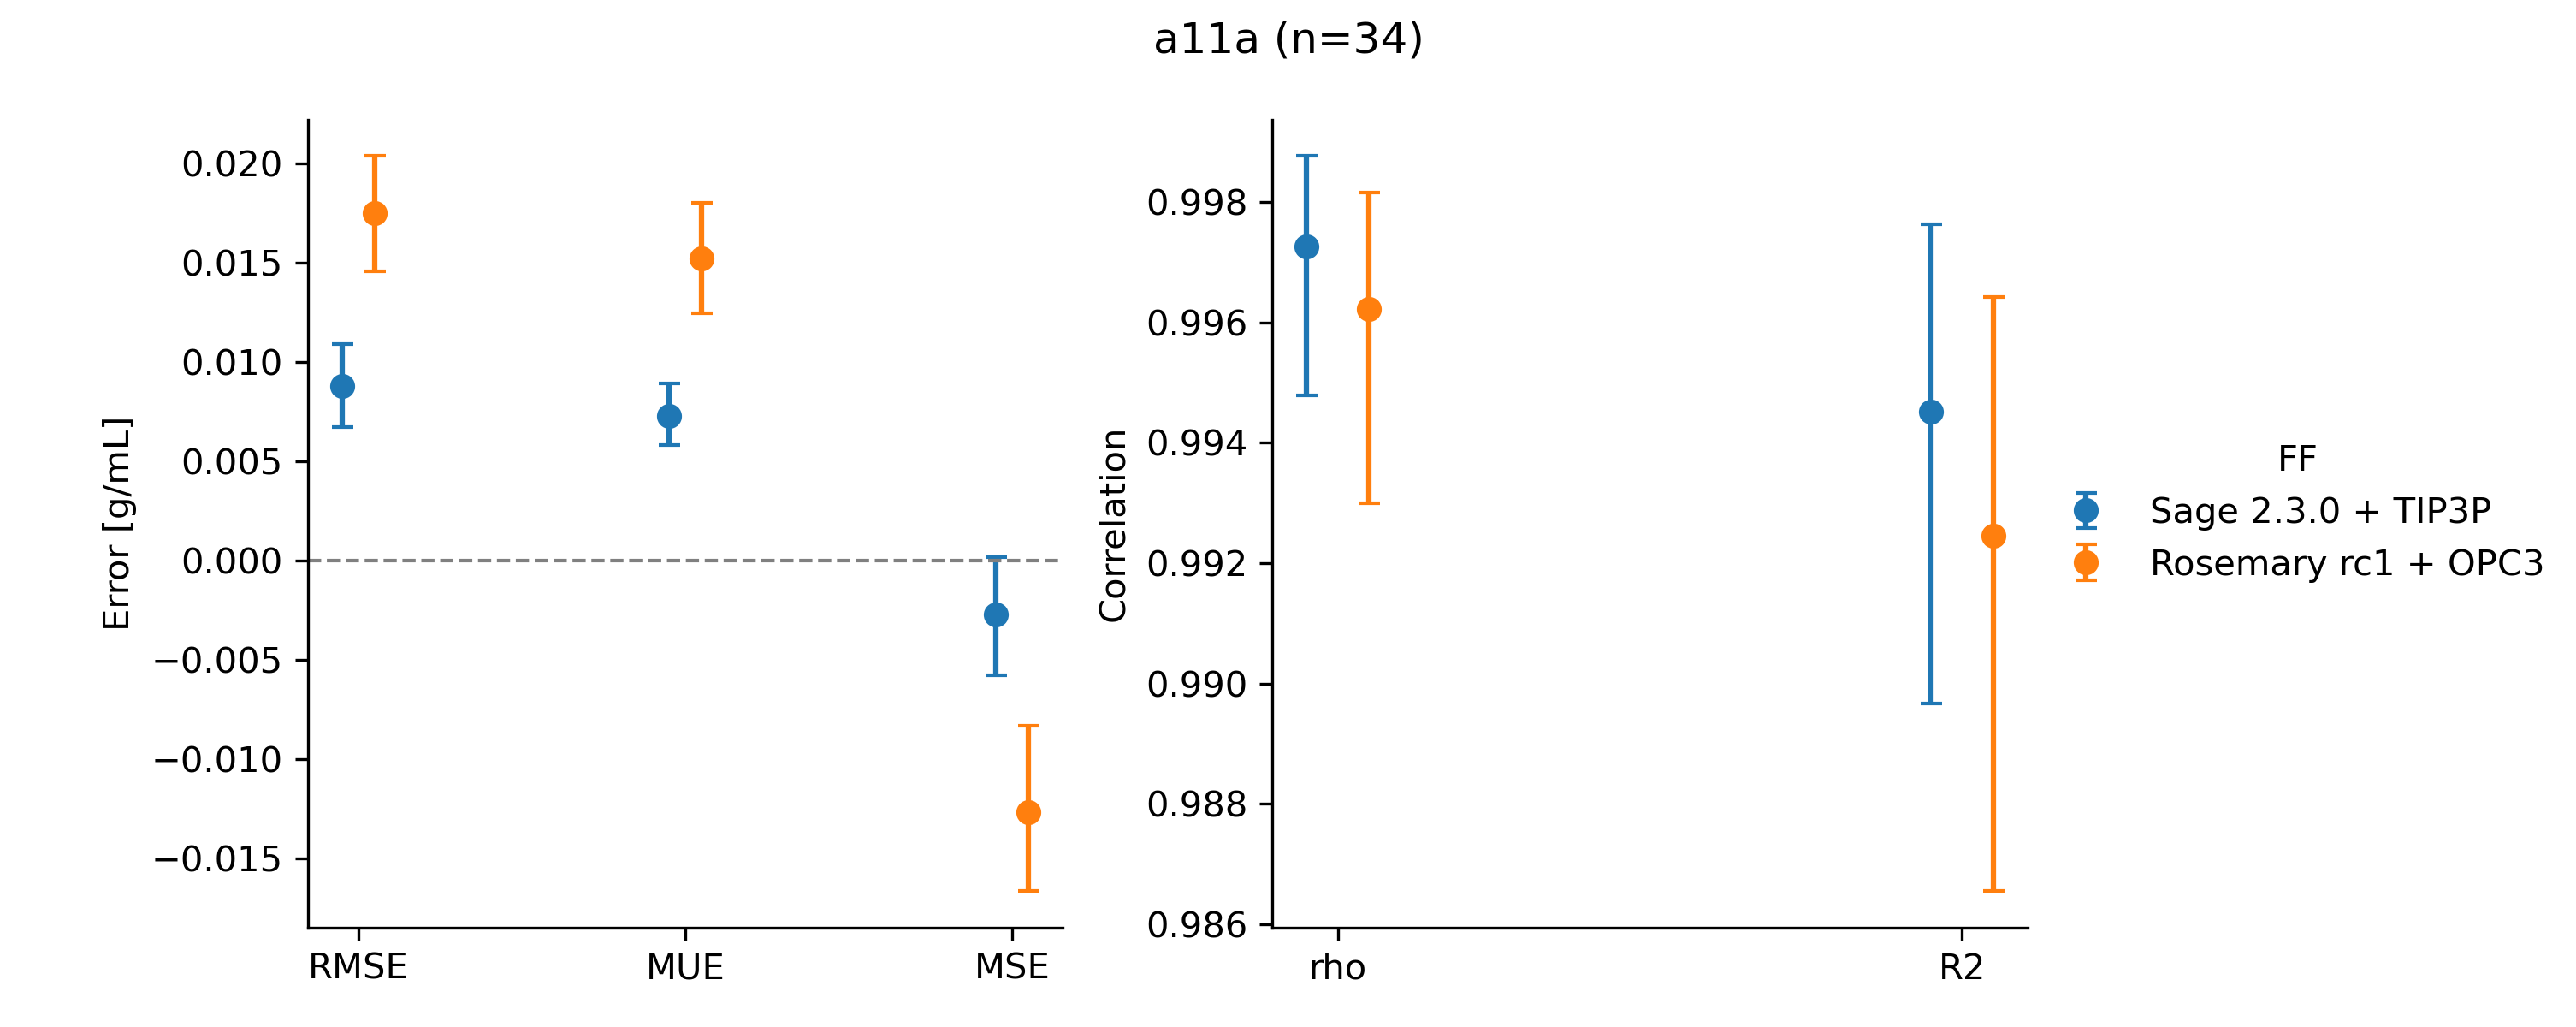 a11a (n=34)
Error [g/mL]
0.020
0.015
0.010
0.005
0.000
−0.005
−0.010
−0.015
RMSE
MUE
MSE
Correlation
0.998
0.996
0.994
0.992
0.990
0.988
0.986
rho
R2
FF
Sage 2.3.0 + TIP3P
Rosemary rc1 + OPC3